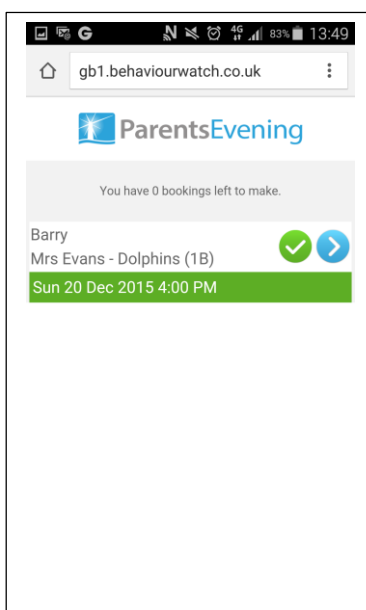 G N 4G 83% 13:49
gb1.behaviourwatch.co.uk
ParentsEvening
You have 0 bookings left to make.
Barry
Mrs Evans - Dolphins (1B)
Sun 20 Dec 2015 4:00 PM